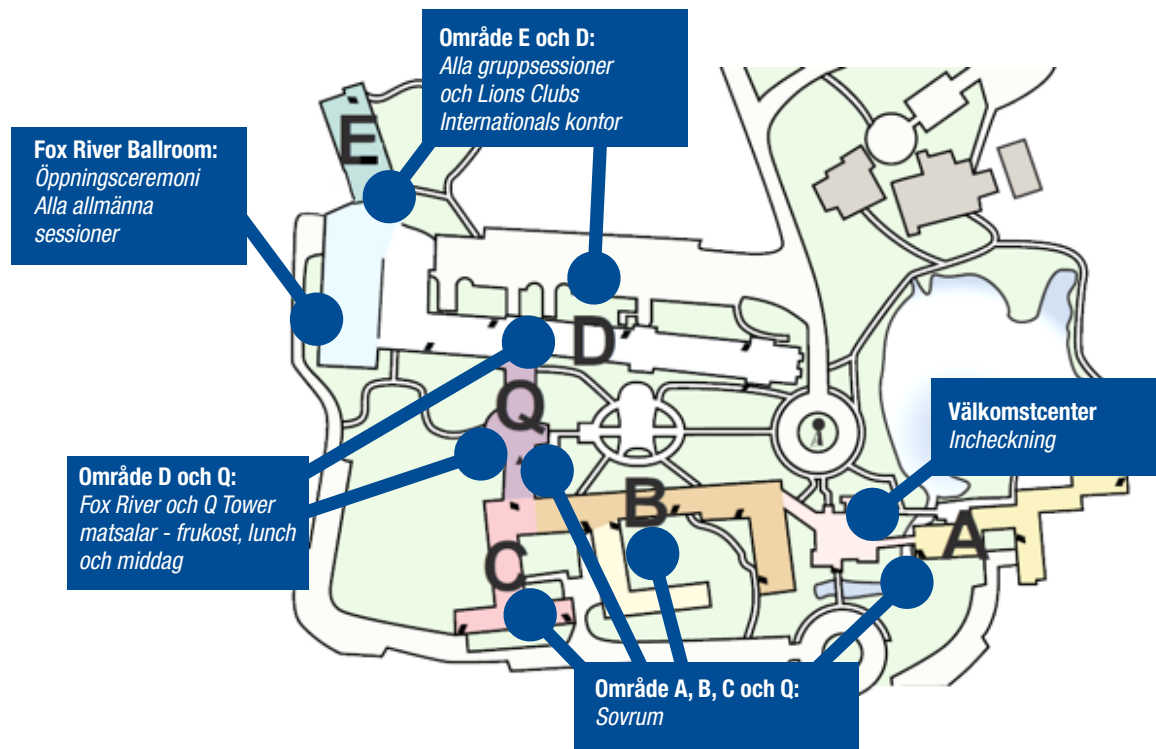 Område E och D:
Alla gruppsessioner
och Lions Clubs
Internationals kontor
E
Fox River Ballroom:
Öppningsceremoni
Alla allmänna
sessioner
D
Q
Välkomstcenter
Incheckning
Område D och Q:
Fox River och Q Tower
matsalar - frukost, lunch
och middag
B
A
C
Område A, B, C och Q:
Sovrum